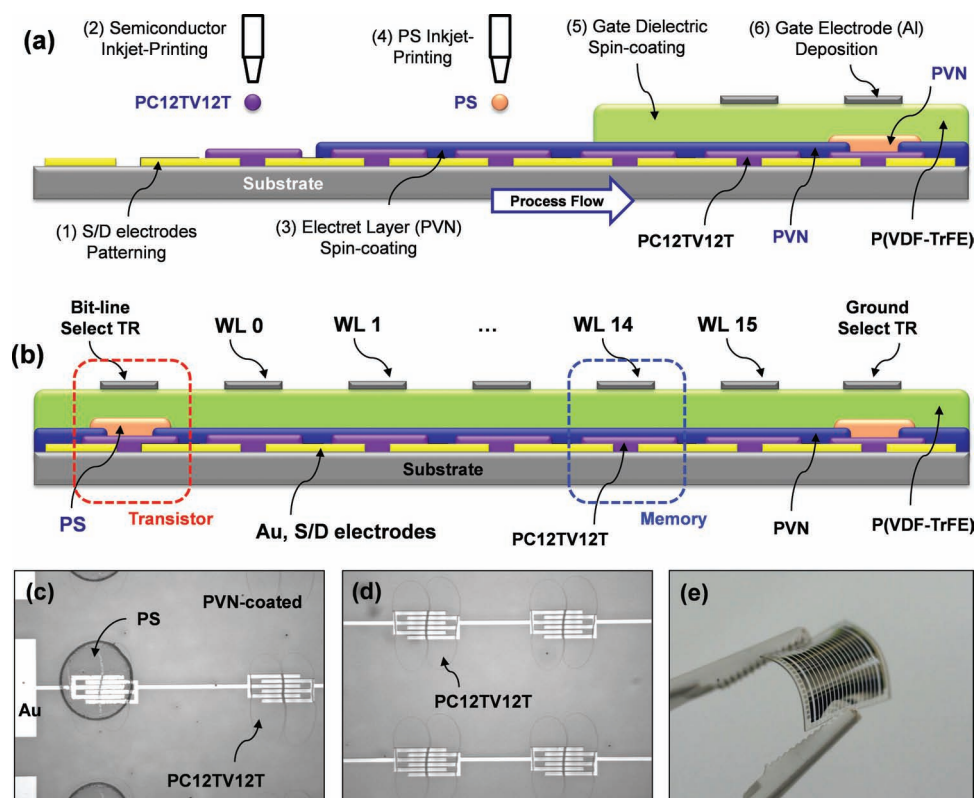 (a)
(2) Semiconductor
Inkjet-Printing
PC12TV12T
(4) PS Inkjet-
Printing
PS
(5) Gate Dielectric
Spin-coating
(6) Gate Electrode (Al)
Deposition
PVN
Substrate
Process Flow
(1) S/D electrodes
Patterning
(3) Electret Layer (PVN)
Spin-coating
PC12TV12T
PVN
P(VDF-TrFE)
(b)
Bit-line
Select TR
WL 0
WL 1
...
WL 14
WL 15
Ground
Select TR
Substrate
PS
Transistor
Au, S/D electrodes
PC12TV12T
Memory
PVN
P(VDF-TrFE)
(c)
PS
PVN-coated
Au
PC12TV12T
(d)
PC12TV12T
(e)